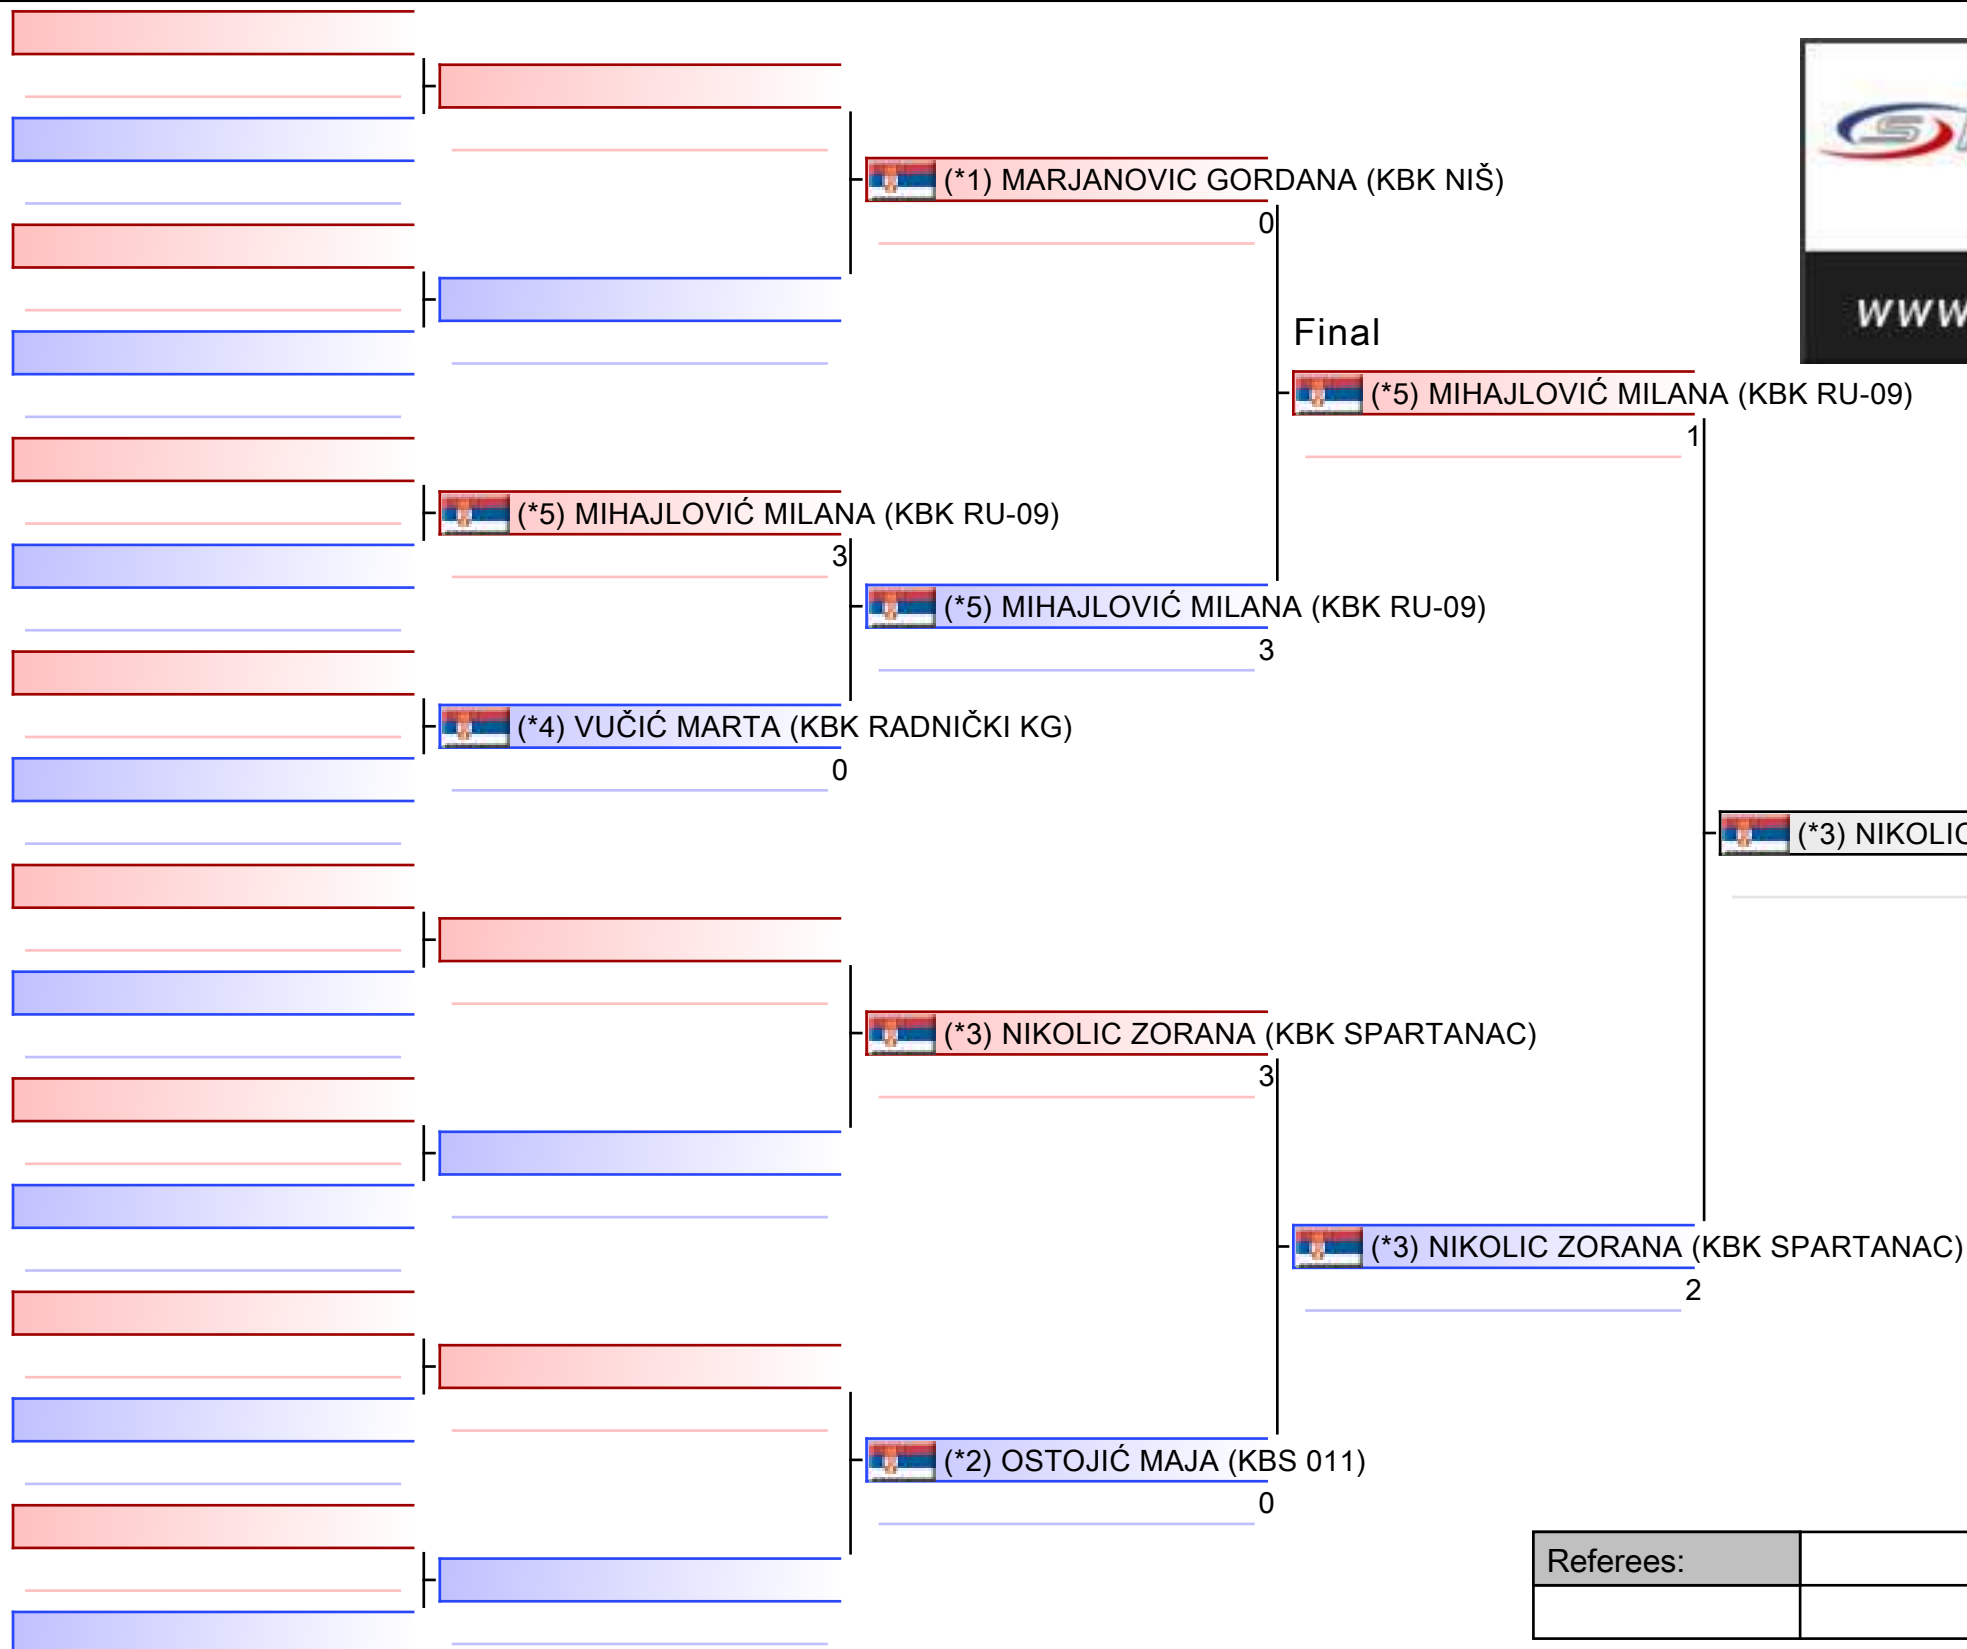 (*1) MARJANOVIC GORDANA (KBK NIŠ)
0
Final
www
(*5) MIHAJLOVIĆ MILANA (KBK RU-09)
1
(*5) MIHAJLOVIĆ MILANA (KBK RU-09)
3
(*5) MIHAJLOVIĆ MILANA (KBK RU-09)
3
(*4) VUČIĆ MARTA (KBK RADNIČKI KG)
0
(*3) NIKOLIC
(*3) NIKOLIC ZORANA (KBK SPARTANAC)
3
(*3) NIKOLIC ZORANA (KBK SPARTANAC)
2
(*2) OSTOJIĆ MAJA (KBS 011)
0
Referees: